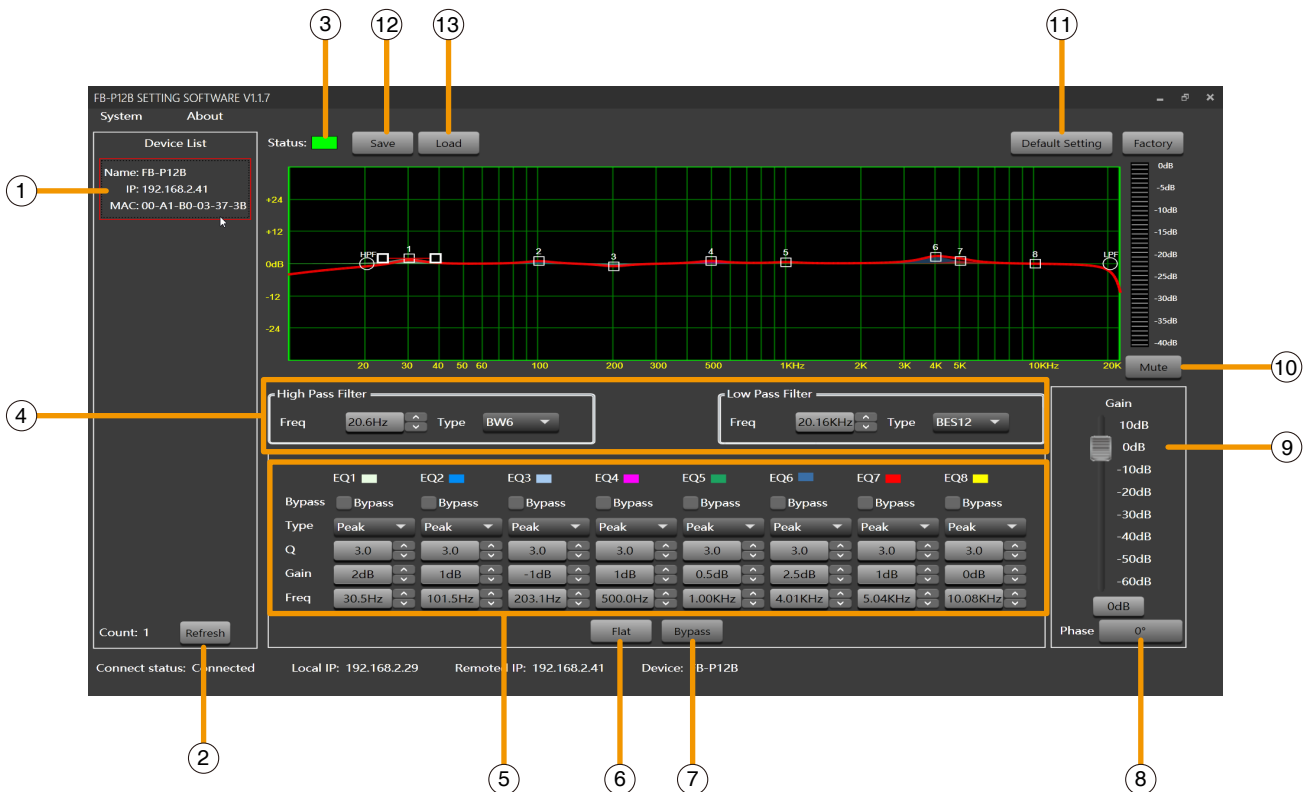 3
12
13
11
FB-P12B SETTING SOFTWARE V1.1.7
System About
Device List
Status: Save Load Default Setting Factory
1
Name: FB-P12B
IP: 192.168.2.41
MAC: 00-A1-B0-03-37-3B
+24
+12
0dB
-12
-24
HPF 1 2 3 4 5 6 7 8 LPF
20 30 40 50 60 100 200 300 500 1KHz 2K 3K 4K 5K 10KHz 20K
0dB
-5dB
-10dB
-15dB
-20dB
-25dB
-30dB
-35dB
-40dB
Mute
10
4
High Pass Filter
Freq 20.6Hz Type BW6
Low Pass Filter
Freq 20.16KHz Type BES12
Gain
10dB
0dB
-10dB
-20dB
-30dB
-40dB
-50dB
-60dB
0dB
Phase 0°
9
EQ1 EQ2 EQ3 EQ4 EQ5 EQ6 EQ7 EQ8
Bypass Bypass Bypass Bypass Bypass Bypass Bypass Bypass Bypass
Type Peak Peak Peak Peak Peak Peak Peak Peak
Q 3.0 3.0 3.0 3.0 3.0 3.0 3.0 3.0
Gain 2dB 1dB -1dB 1dB 0.5dB 2.5dB 1dB 0dB
Freq 30.5Hz 101.5Hz 203.1Hz 500.0Hz 1.00KHz 4.01KHz 5.04KHz 10.08KHz
Count: 1 Refresh
Flat Bypass
Connect status: Connected Local IP: 192.168.2.29 Remoted IP: 192.168.2.41 Device: FB-P12B
2
5
6
7
8